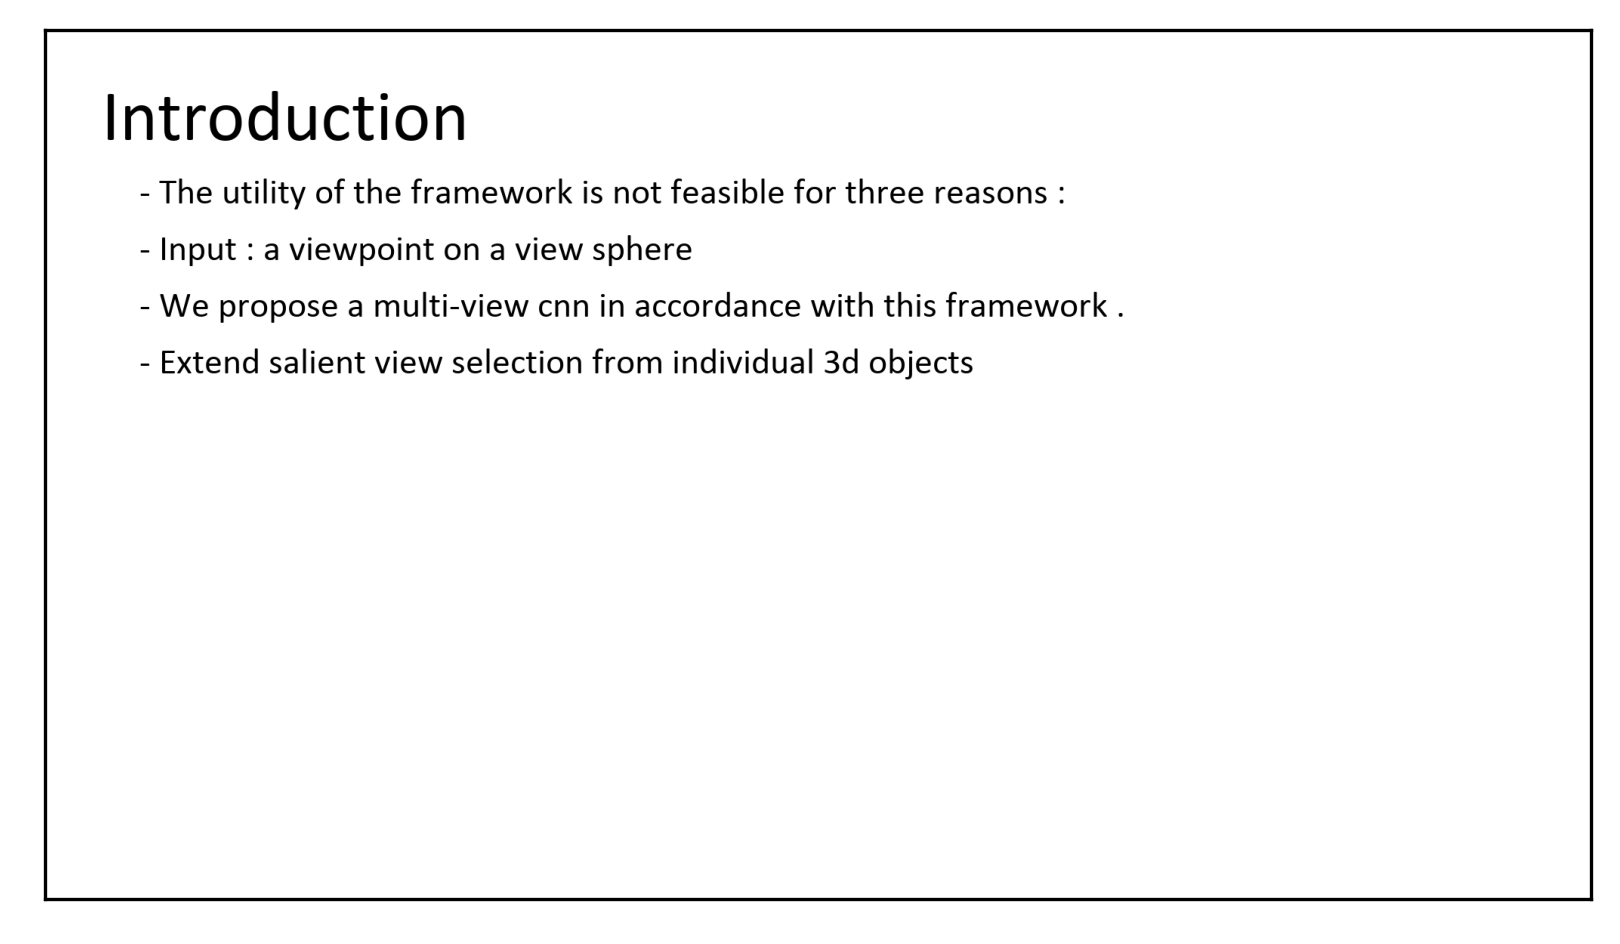 Introduction
- The utility of the framework is not feasible for three reasons :
- Input : a viewpoint on a view sphere
- We propose a multi-view cnn in accordance with this framework .
- Extend salient view selection from individual 3d objects